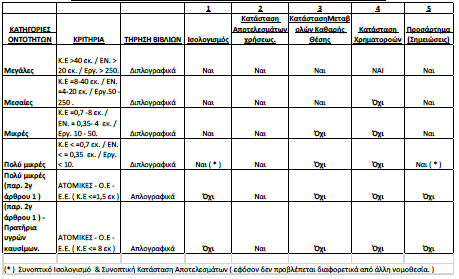 1 2 3 4 5
ΚΑΤΗΓΟΡΙΕΣ ΟΝΤΟΤΗΤΩΝ ΚΡΙΤΗΡΙΑ ΤΗΡΗΣΗ ΒΙΒΛΙΩΝ Ισολογισμός Κατάσταση Αποτελεσμάτων χρήσεως. Κατάσταση Μεταβολών Καθαρής Θέσης Κατάσταση Χρηματοροών Προσάρτημα (Σημειώσεις)
Μεγάλες Κ.Ε >40 εκ. / ΕΝ. > 20 εκ. / Εργ. > 250. Διπλογραφικά Ναι Ναι Ναι ΝΑΙ Ναι
Μεσαίες Κ.Ε =8-40 εκ. / ΕΝ. =4-20 εκ. / Εργ.50 - 250 . Διπλογραφικά Ναι Ναι Ναι Όχι Ναι
Μικρές Κ.Ε =0,7 -8 εκ. / ΕΝ. = 0,35- 4 εκ. / Εργ. 10 - 50. Διπλογραφικά Ναι Ναι Όχι Όχι Ναι
Πολύ μικρές Κ.Ε < =0,7 εκ. / ΕΝ. < = 0,35 εκ. / Εργ. < 10. Διπλογραφικά Ναι ( * ) Ναι Όχι Όχι Ναι ( * )
Πολύ μικρές (παρ. 2γ άρθρου 1 ) ΑΤΟΜΙΚΕΣ - Ο.Ε - Ε.Ε. ( Κ.Ε <=1,5 εκ ) Απλογραφικά Όχι Ναι Όχι Όχι Όχι
(παρ. 2γ άρθρου 1 ) - Πρατήρια υγρών καυσίμων. ΑΤΟΜΙΚΕΣ - Ο.Ε - Ε.Ε. ( Κ.Ε <= 8 εκ ) Απλογραφικά Όχι Ναι Όχι Όχι Όχι
( * ) Συνοπτικό Ισολογισμό & Συνοπτική Κατάσταση Αποτελεσμάτων ( εφόσον δεν προβλέπεται διαφορετικά από άλλη νομοθεσία. )